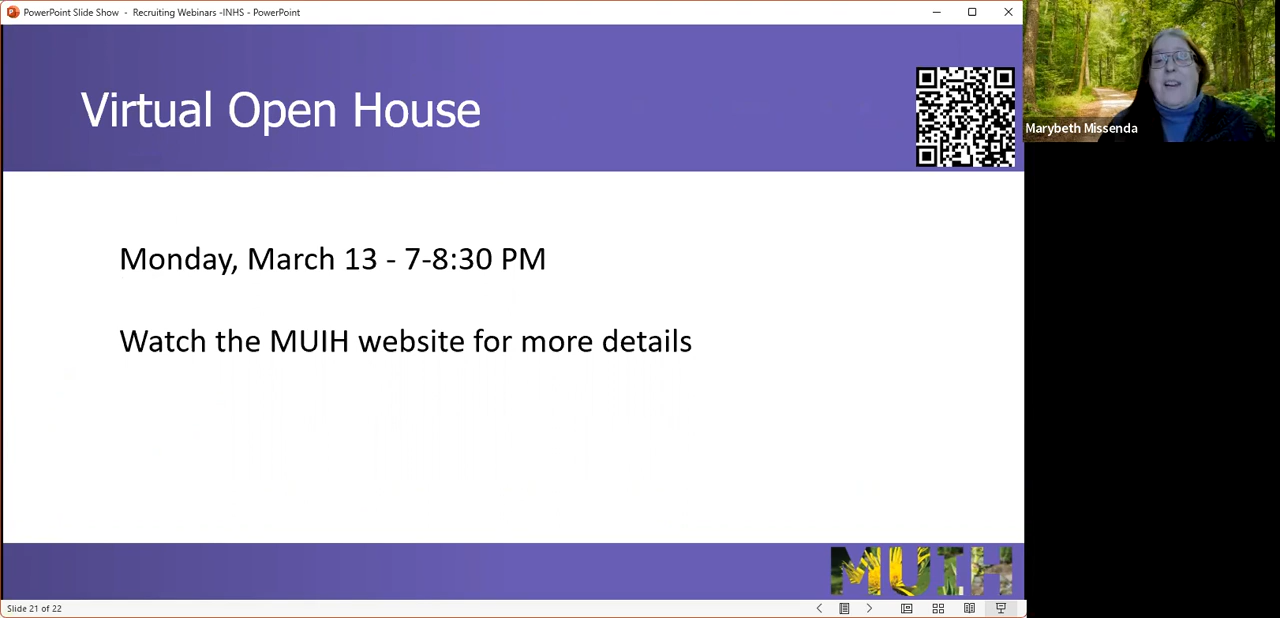 PowerPoint Slide Show - Recruiting Webinars -INHS - PowerPoint
Virtual Open House
Marybeth Missenda
Monday, March 13 - 7-8:30 PM
Watch the MUIH website for more details
MUIH
Slide 21 of 22